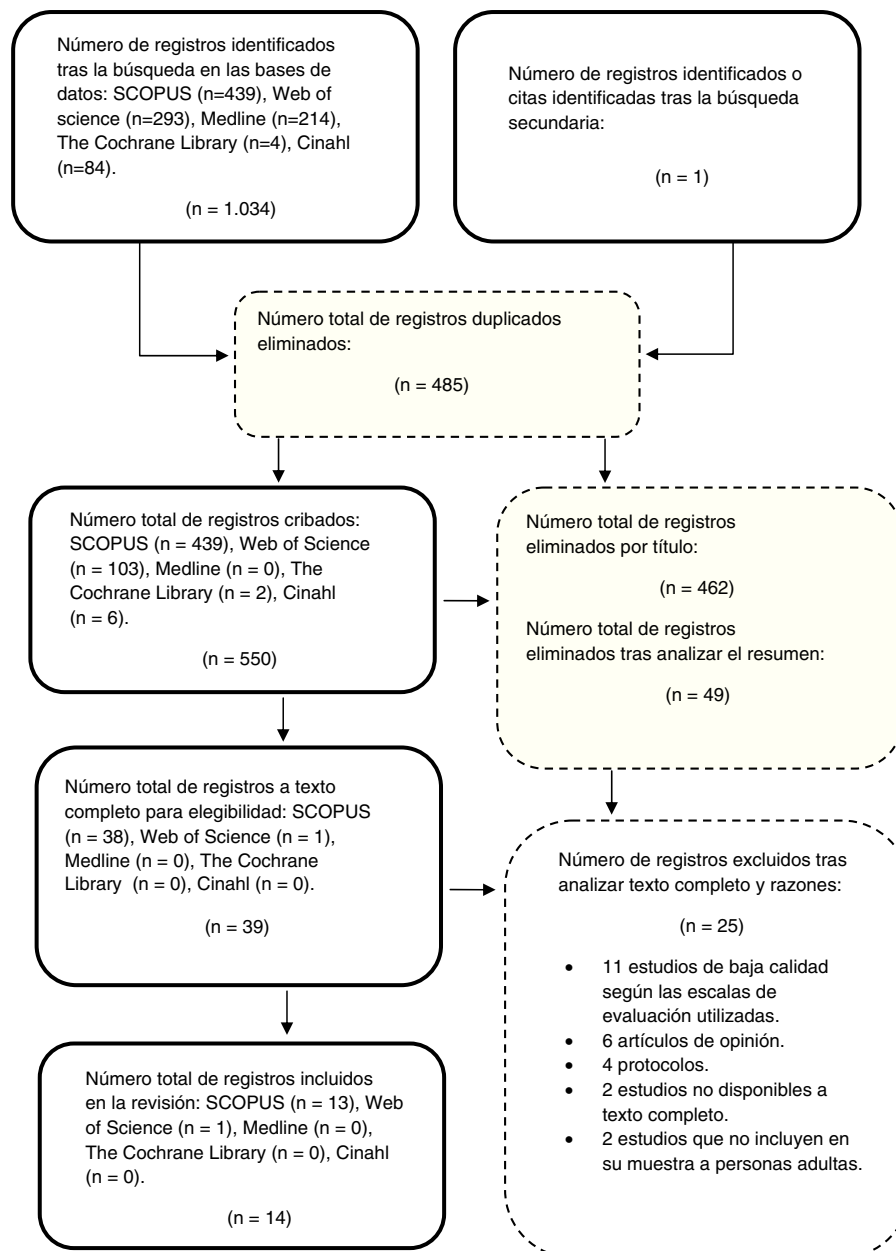 Número de registros identificados
tras la búsqueda en las bases de
datos: SCOPUS (n=439), Web of
science (n=293), Medline (n=214),
The Cochrane Library (n=4), Cinahl
(n=84).
(n = 1.034)
Número de registros identificados o
citas identificadas tras la búsqueda
secundaria:
(n = 1)
Número total de registros duplicados
eliminados:
(n = 485)
Número total de registros cribados:
SCOPUS (n = 439), Web of Science
(n = 103), Medline (n = 0), The
Cochrane Library (n = 2), Cinahl
(n = 6).
(n = 550)
Número total de registros
eliminados por título:
(n = 462)
Número total de registros
eliminados tras analizar el resumen:
(n = 49)
Número total de registros a texto
completo para elegibilidad: SCOPUS
(n = 38), Web of Science (n = 1),
Medline (n = 0), The Cochrane
Library (n = 0), Cinahl (n = 0).
(n = 39)
Número de registros excluidos tras
analizar texto completo y razones:
(n = 25)
• 11 estudios de baja calidad
según las escalas de
evaluación utilizadas.
• 6 artículos de opinión.
• 4 protocolos.
• 2 estudios no disponibles a
texto completo.
• 2 estudios que no incluyen en
su muestra a personas adultas.
Número total de registros incluidos
en la revisión: SCOPUS (n = 13), Web
of Science (n = 1), Medline (n = 0),
The Cochrane Library (n = 0), Cinahl
(n = 0).
(n = 14)